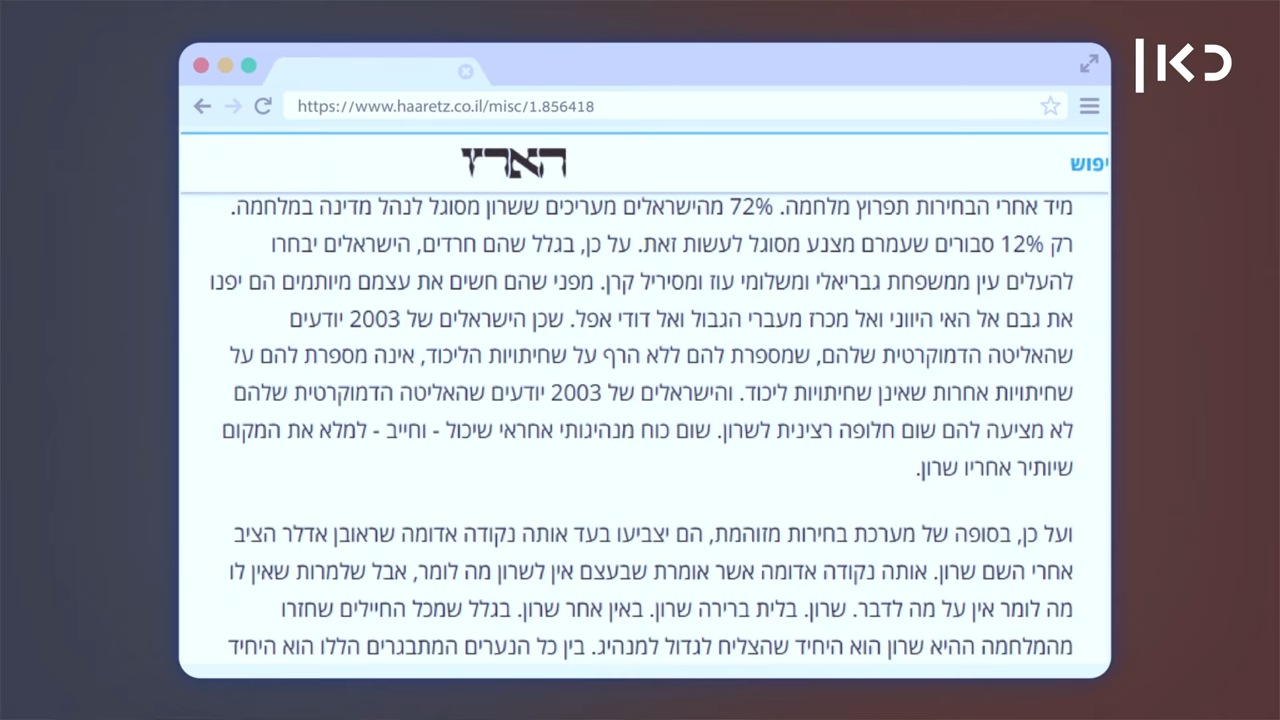 כאן
https://www.haaretz.co.il/misc/1.856418
הארץ
יפוש
מיד אחרי הבחירות תפרוץ מלחמה. 72% מהישראלים מעריכים ששרון מסוגל לנהל מדינה במלחמה.
רק 12% סבורים שעמרם מצנע מסוגל לעשות זאת. על כן, בגלל שהם חרדים, הישראלים יבחרו
להעלים עין ממשפחת גבריאלי ומשלומי עוז ומסיריל קרן. מפני שהם חשים את עצמם מיותמים הם יפנו
את גבם אל האי היווני ואל מכרז מעברי הגבול ואל דודי אפל. שכן הישראלים של 2003 יודעים
שהאליטה הדמוקרטית שלהם, שמספרת להם ללא הרף על שחיתויות הליכוד, אינה מספרת להם על
שחיתויות אחרות שאינן שחיתויות ליכוד. והישראלים של 2003 יודעים שהאליטה הדמוקרטית שלהם
לא מציעה להם שום חלופה רצינית לשרון. שום כוח מנהיגותי אחראי שיכול - וחייב - למלא את המקום
שיותיר אחריו שרון.
ועל כן, בסופה של מערכת בחירות מזוהמת, הם יצביעו בעד אותה נקודה אדומה שראובן אדלר הציב
אחרי השם שרון. אותה נקודה אדומה אשר אומרת שבעצם אין לשרון מה לומר, אבל שלמרות שאין לו
מה לומר אין על מה לדבר. שרון. בלית ברירה שרון. באין אחר שרון. בגלל שמכל החיילים שחזרו
מהמלחמה ההיא שרון הוא היחיד שהצליח לגדול למנהיג. בין כל הנערים המתבגרים הללו הוא היחיד